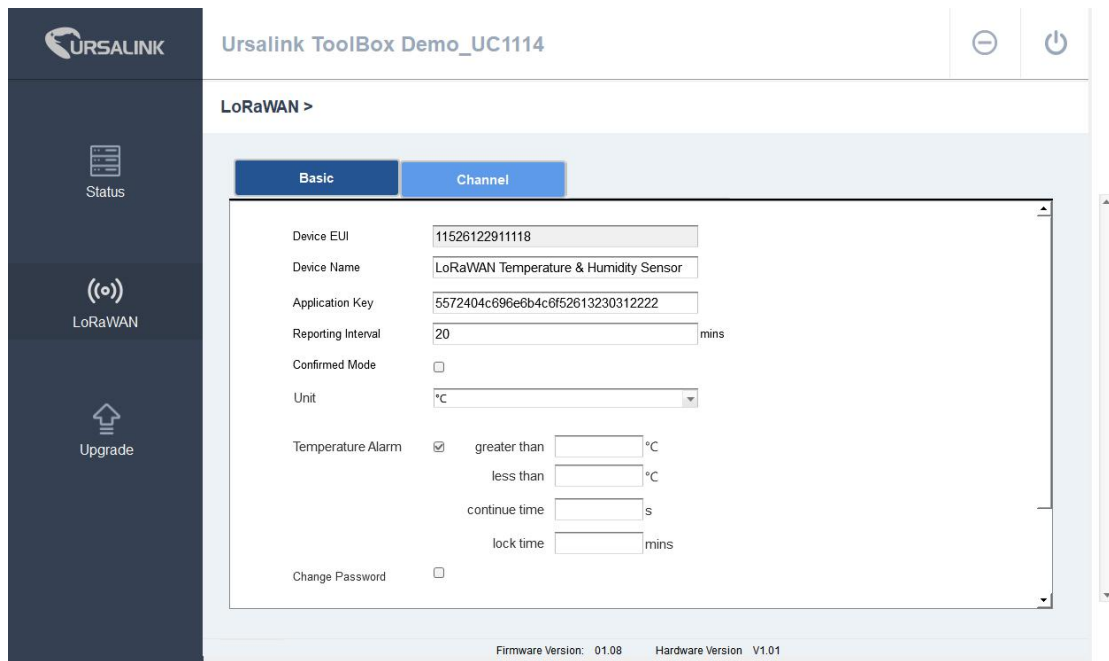 URSALINK
Ursalink ToolBox Demo_UC1114
LoRaWAN >
Status
LoRaWAN
Upgrade
Basic
Channel
Device EUI 11526122911118
Device Name LoRaWAN Temperature & Humidity Sensor
Application Key 5572404c696e6b4c6f52613230312222
Reporting Interval 20 mins
Confirmed Mode
Unit °C
Temperature Alarm greater than °C
less than °C
continue time s
lock time mins
Change Password
Firmware Version: 01.08 Hardware Version V1.01